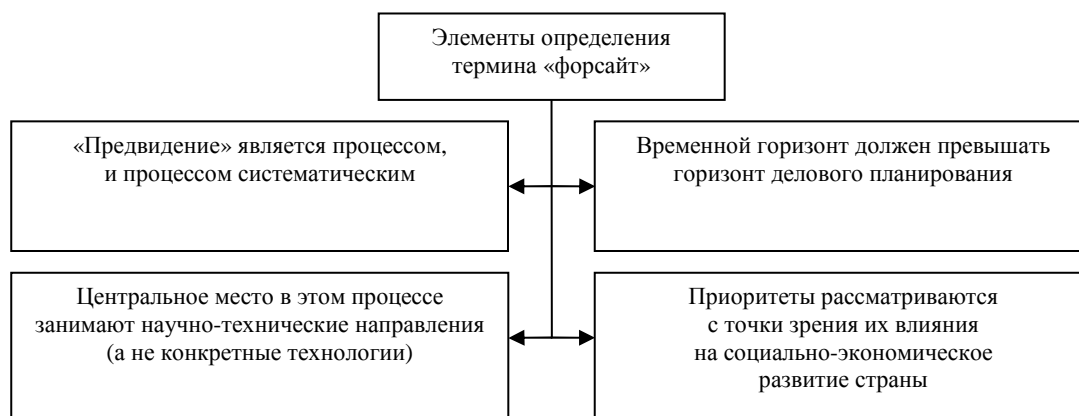 Элементы определения
термина «форсайт»
«Предвидение» является процессом,
и процессом систематическим
Временной горизонт должен превышать
горизонт делового планирования
Центральное место в этом процессе
занимают научно-технические направления
(а не конкретные технологии)
Приоритеты рассматриваются
с точки зрения их влияния
на социально-экономическое
развитие страны